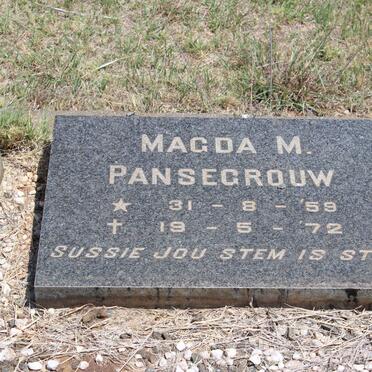 MAGDA M.
PANSEGROUW
★ 31 - 8 - '59
† 19 - 5 - '72
SUSSIE JOU STEM IS